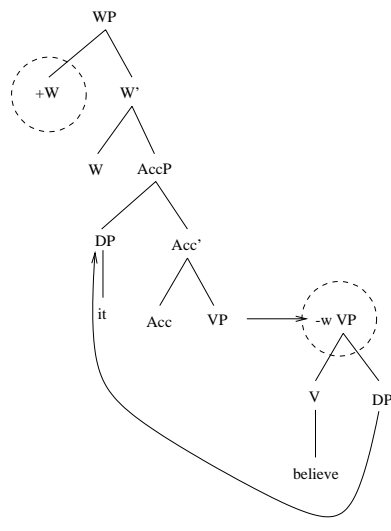 WP
+W W'
W AccP
DP Acc'
it Acc VP -w VP
V DP
believe